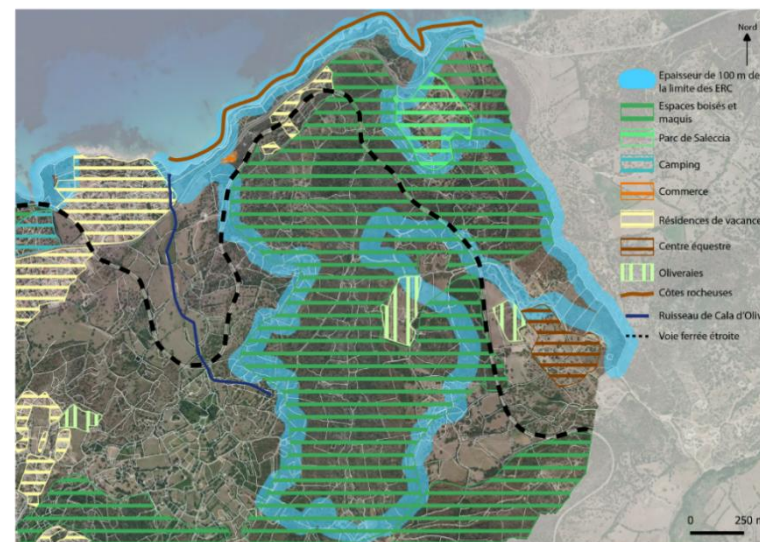 Nord
Epaisseur de 100 m de
la limite des ERC
Espaces boisés et
maquis
Parc de Saleccia
Camping
Commerce
Résidences de vacance
Centre équestre
Oliveraies
Côtes rocheuses
Ruisseau de Cala d'Oliv
Voie ferrée étroite
0 250 m